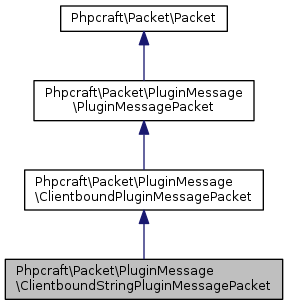 Phpcraft\Packet\Packet
Phpcraft\Packet\PluginMessage
\PluginMessagePacket
Phpcraft\Packet\PluginMessage
\ClientboundPluginMessagePacket
Phpcraft\Packet\PluginMessage
\ClientboundStringPluginMessagePacket